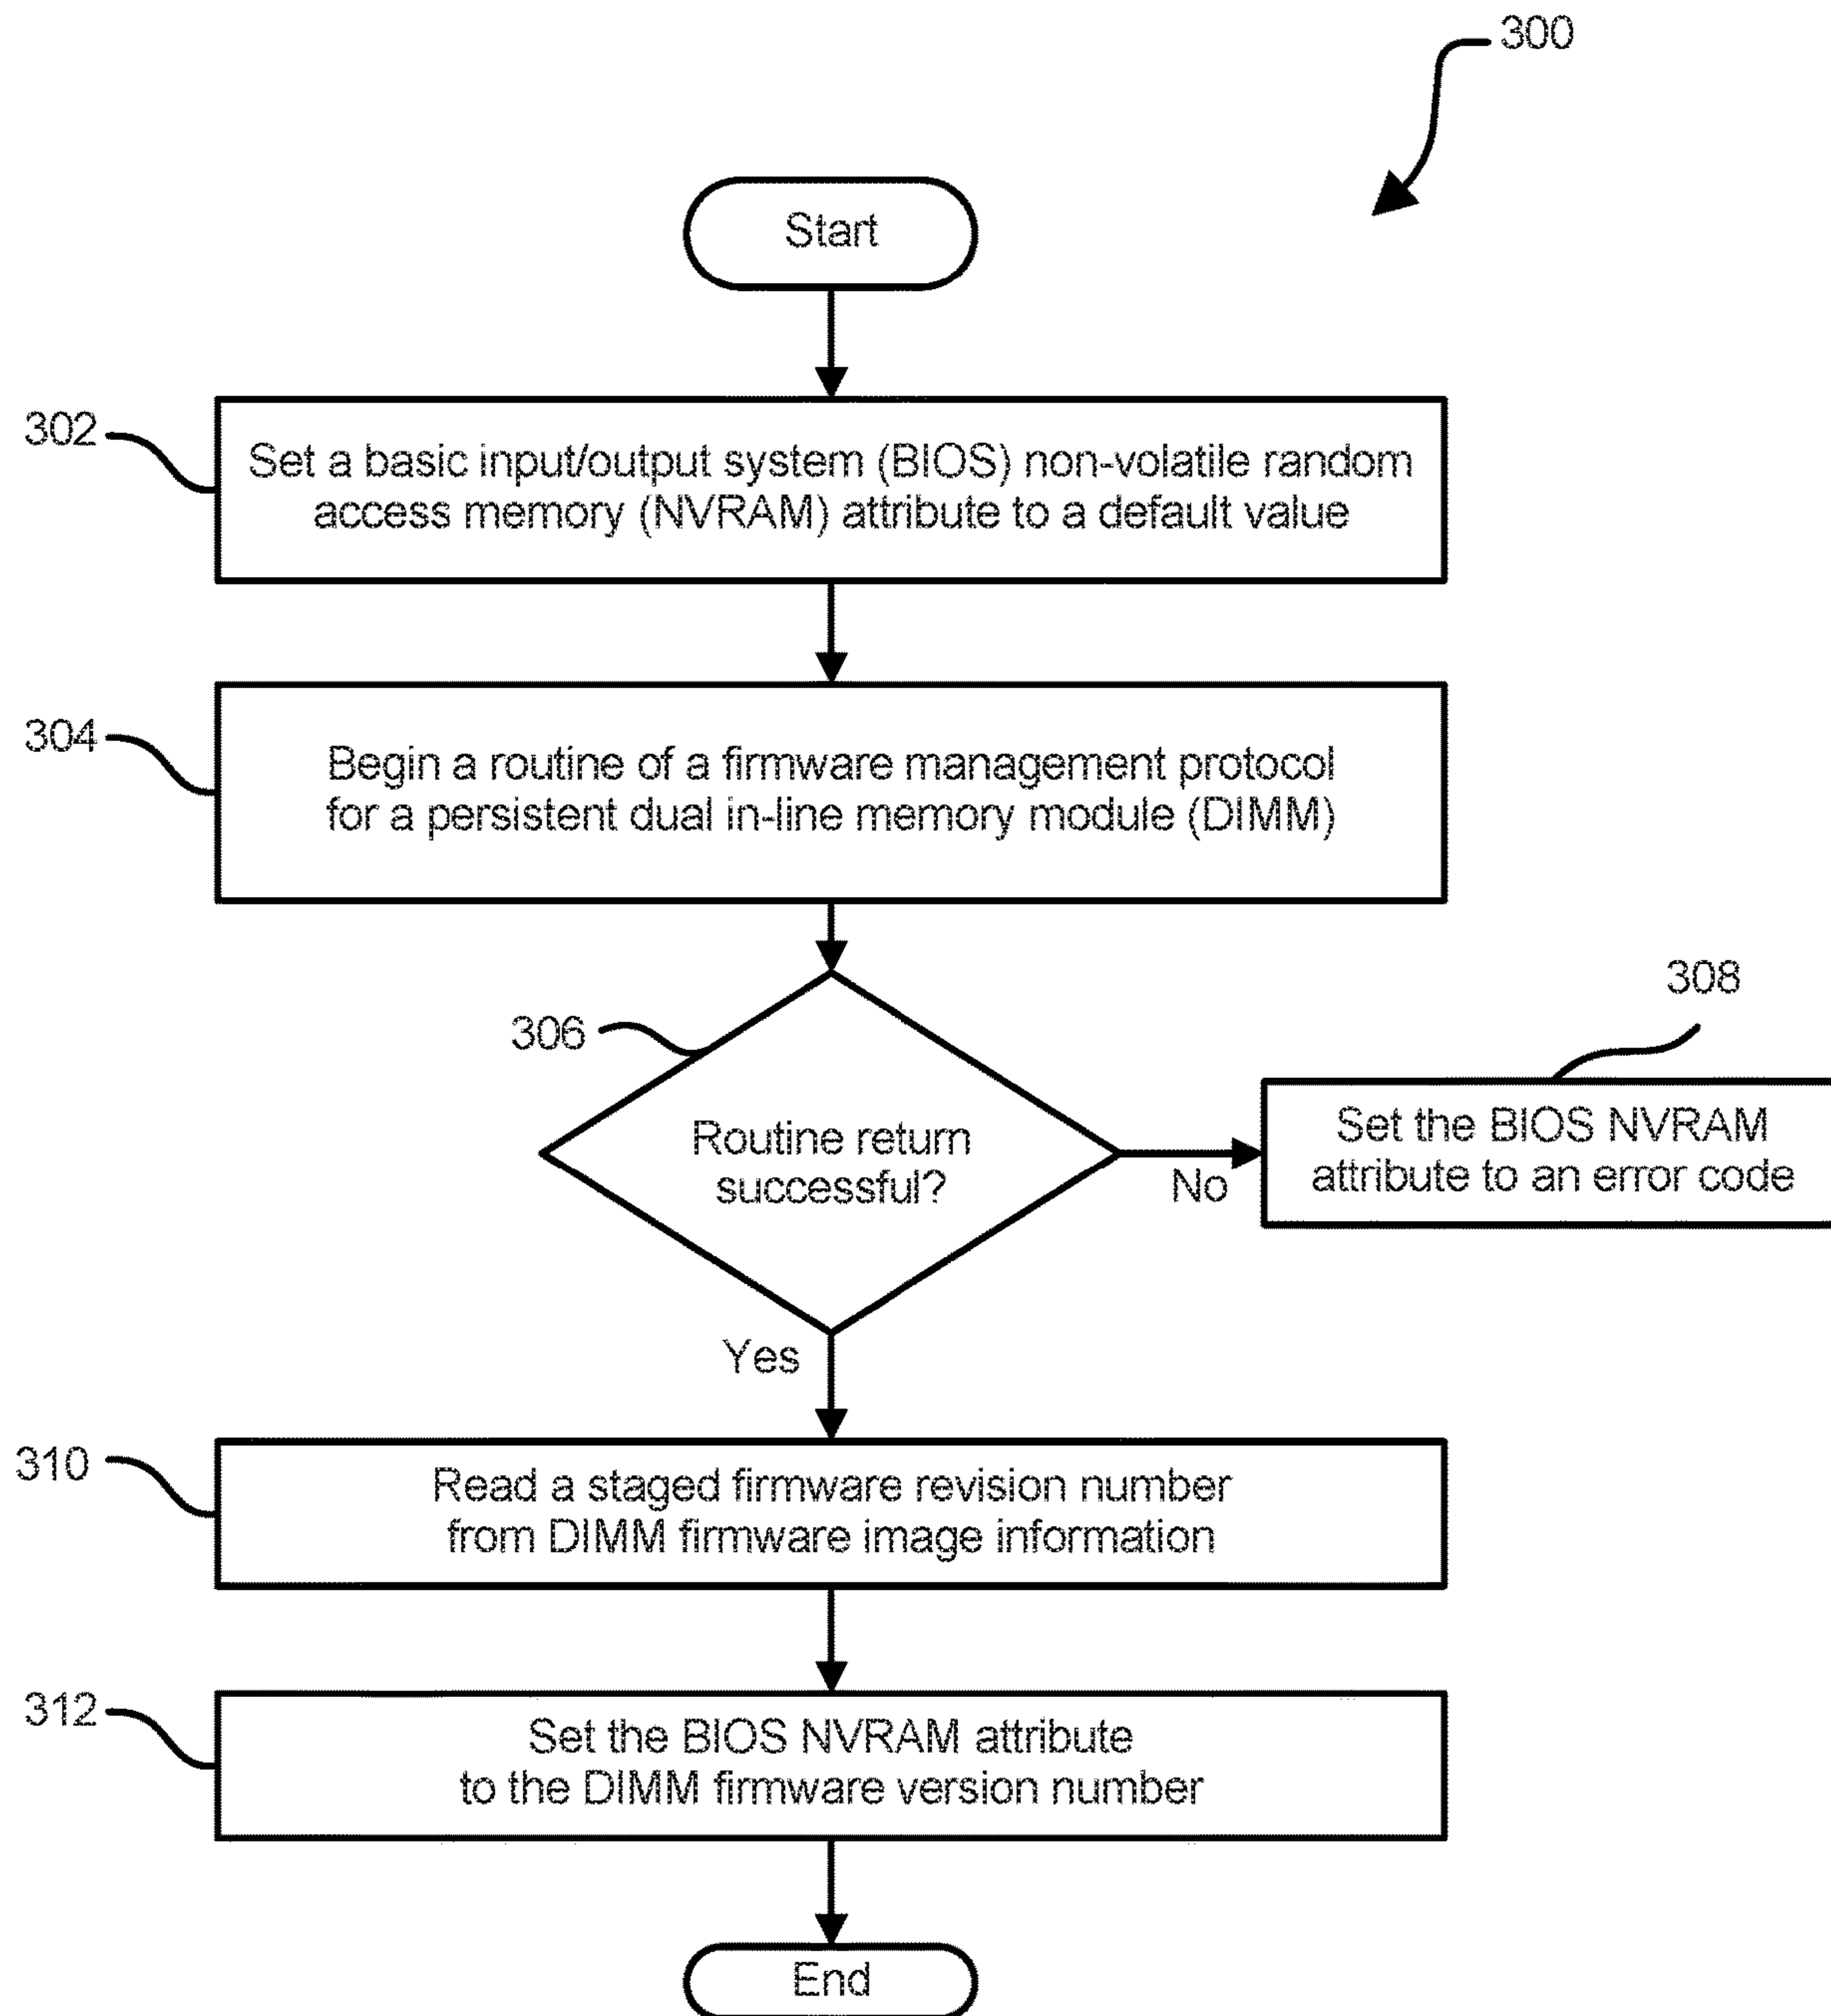 300
Start
302
Set a basic input/output system (BIOS) non-volatile random
access memory (NVRAM) attribute to a default value
304
Begin a routine of a firmware management protocol
for a persistent dual in-line memory module (DIMM)
306
Routine return
successful?
No
308
Set the BIOS NVRAM
attribute to an error code
Yes
310
Read a staged firmware revision number
from DIMM firmware image information
312
Set the BIOS NVRAM attribute
to the DIMM firmware version number
End